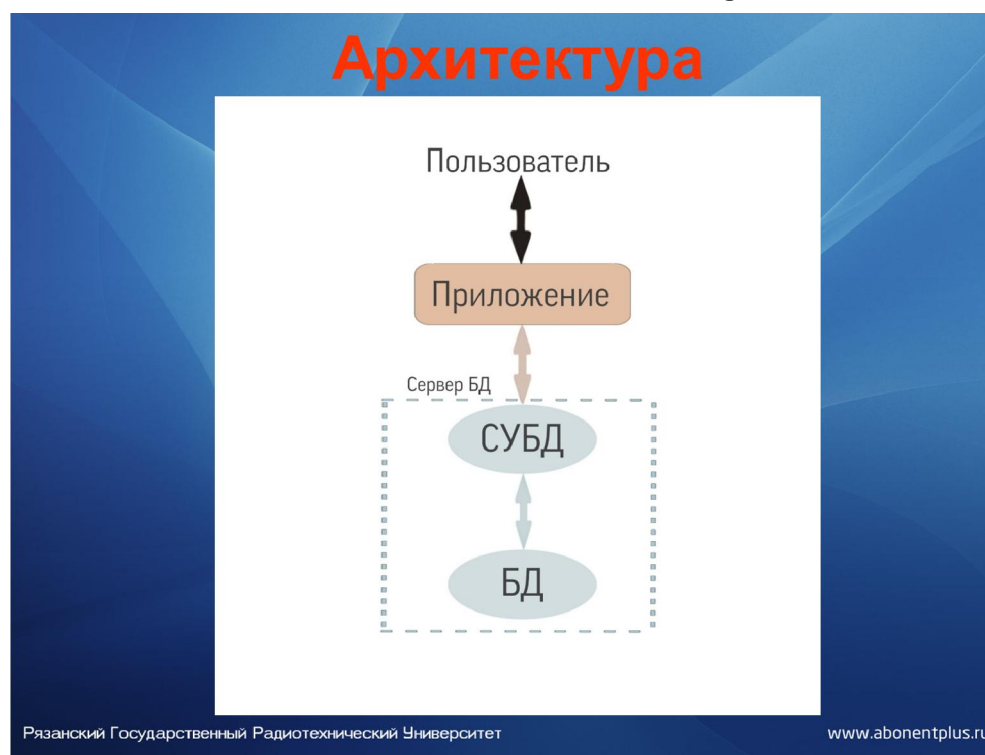 Архитектура
Пользователь
Приложение
Сервер БД
СУБД
БД
Рязанский Государственный Радиотехнический Университет
www.abonentplus.ru